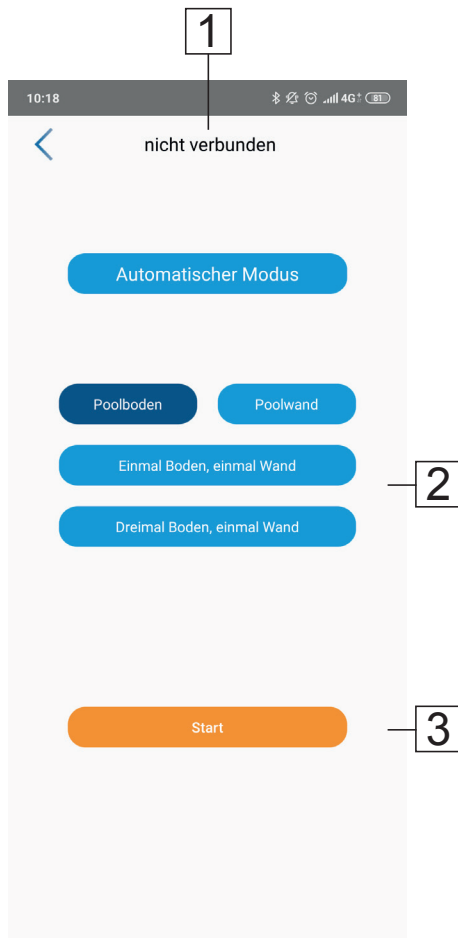 1
10:18 4G+ 81
nicht verbunden
Automatischer Modus
Poolboden Poolwand
Einmal Boden, einmal Wand
2
Dreimal Boden, einmal Wand
Start
3